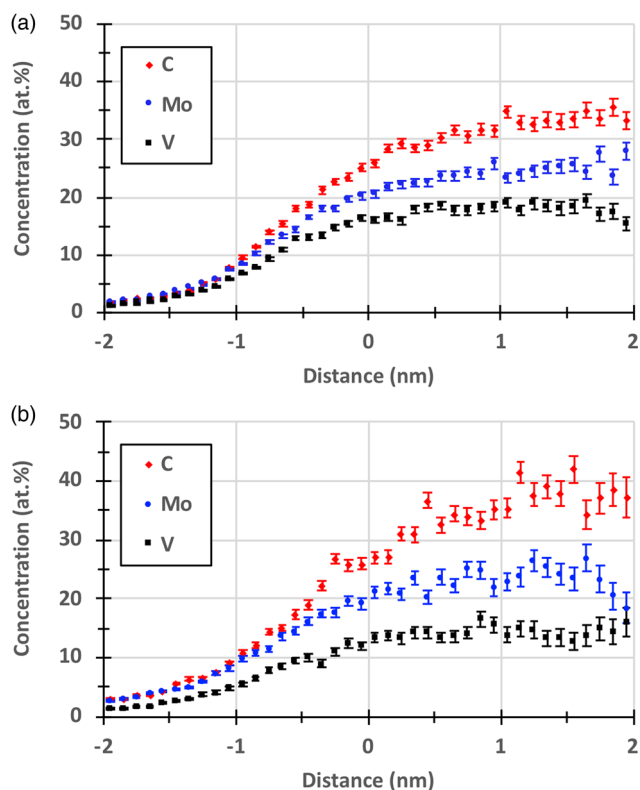 (a)
50
40
30
20
10
0
Concentration (at.%)
C
Mo
V
-2
-1
0
1
2
Distance (nm)
(b)
50
40
30
20
10
0
Concentration (at.%)
C
Mo
V
-2
-1
0
1
2
Distance (nm)